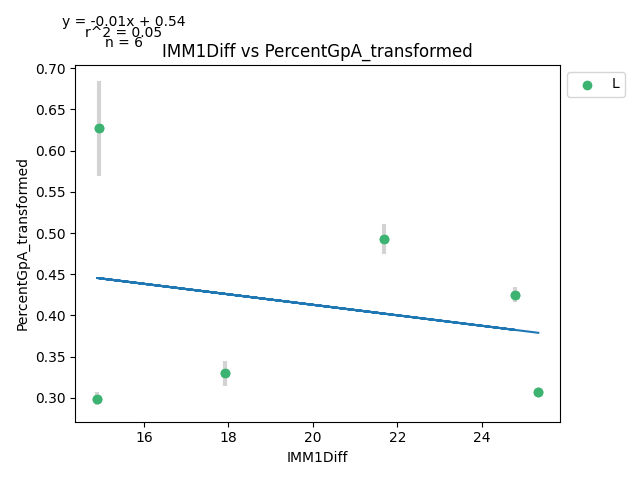 y = -0.01x + 0.54
r^2 = 0.05
n = 6
IMM1Diff vs PercentGpA_transformed
L
0.70
0.65
0.60
0.55
0.50
0.45
0.40
0.35
0.30
PercentGpA_transformed
16
18
20
22
24
IMM1Diff